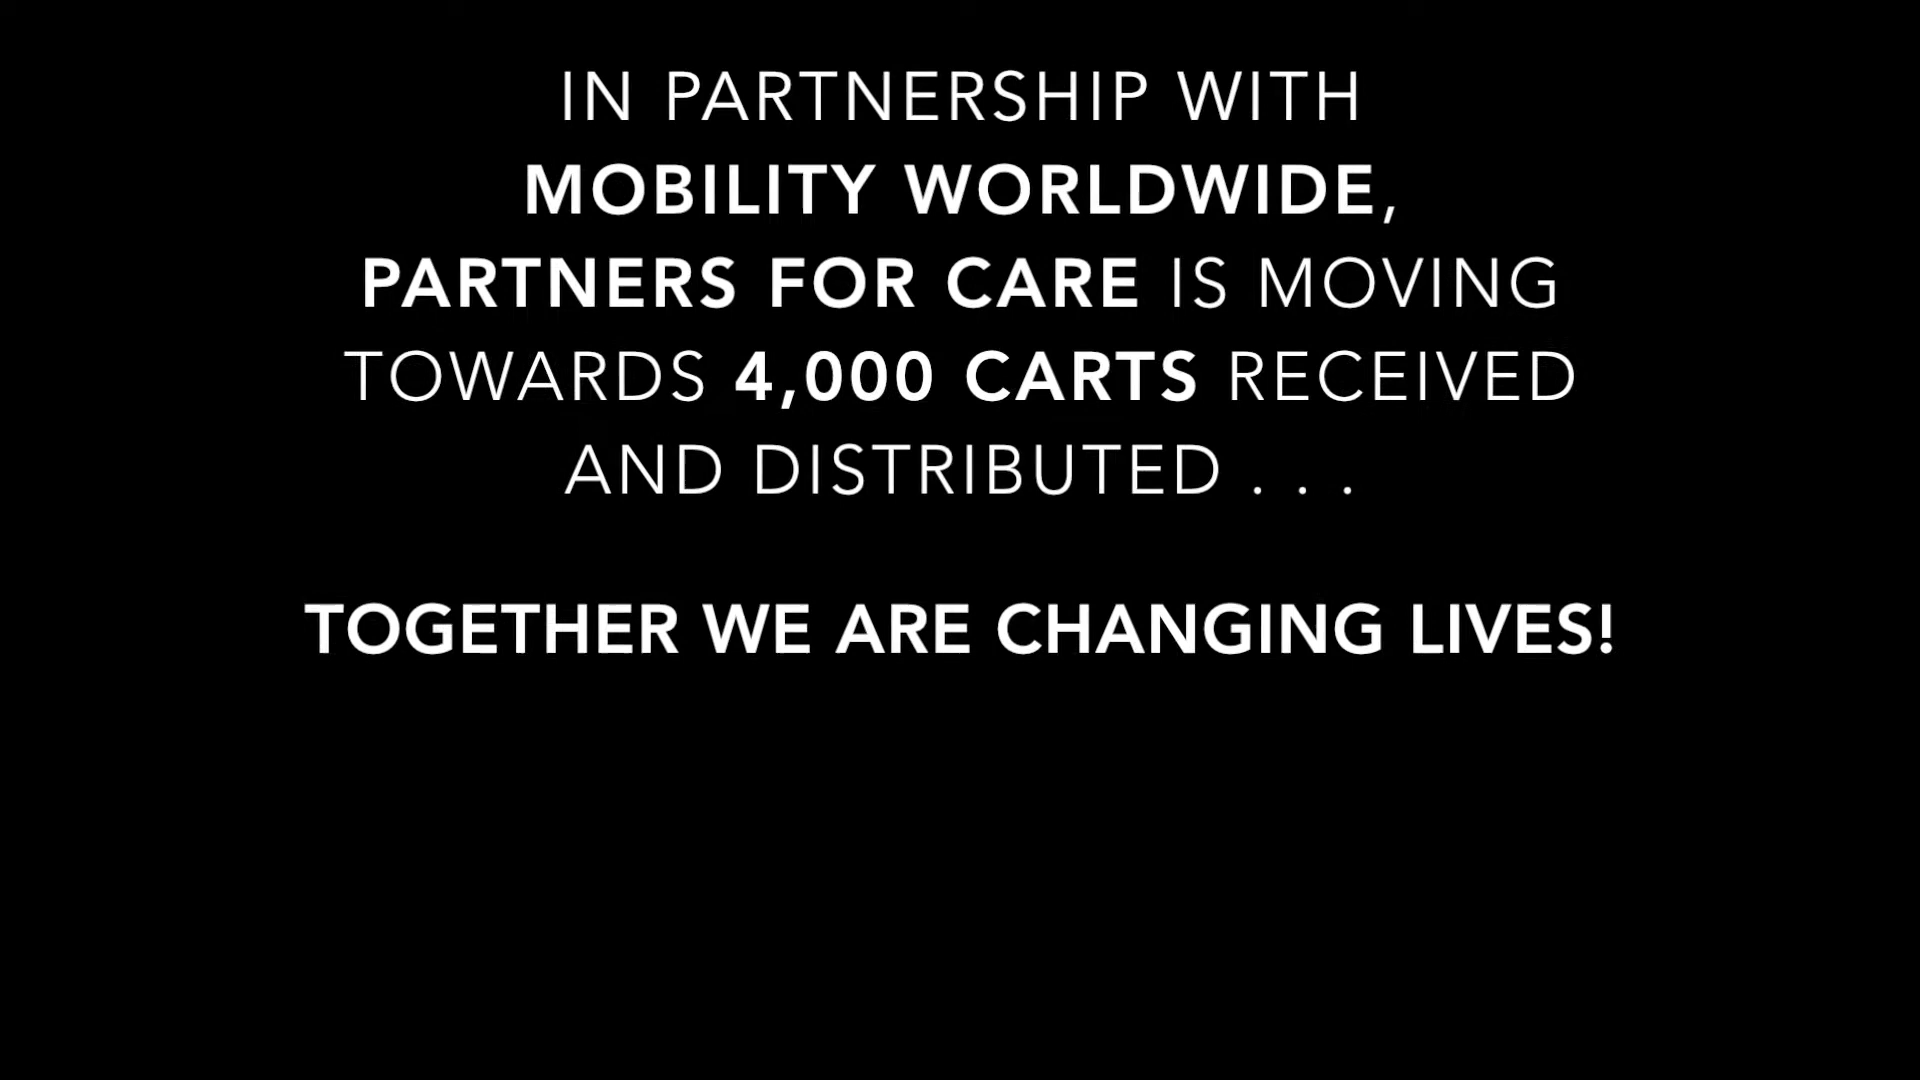 IN PARTNERSHIP WITH
MOBILITY WORLDWIDE,
PARTNERS FOR CARE IS MOVING
TOWARDS 4,000 CARTS RECEIVED
AND DISTRIBUTED . . .
TOGETHER WE ARE CHANGING LIVES!